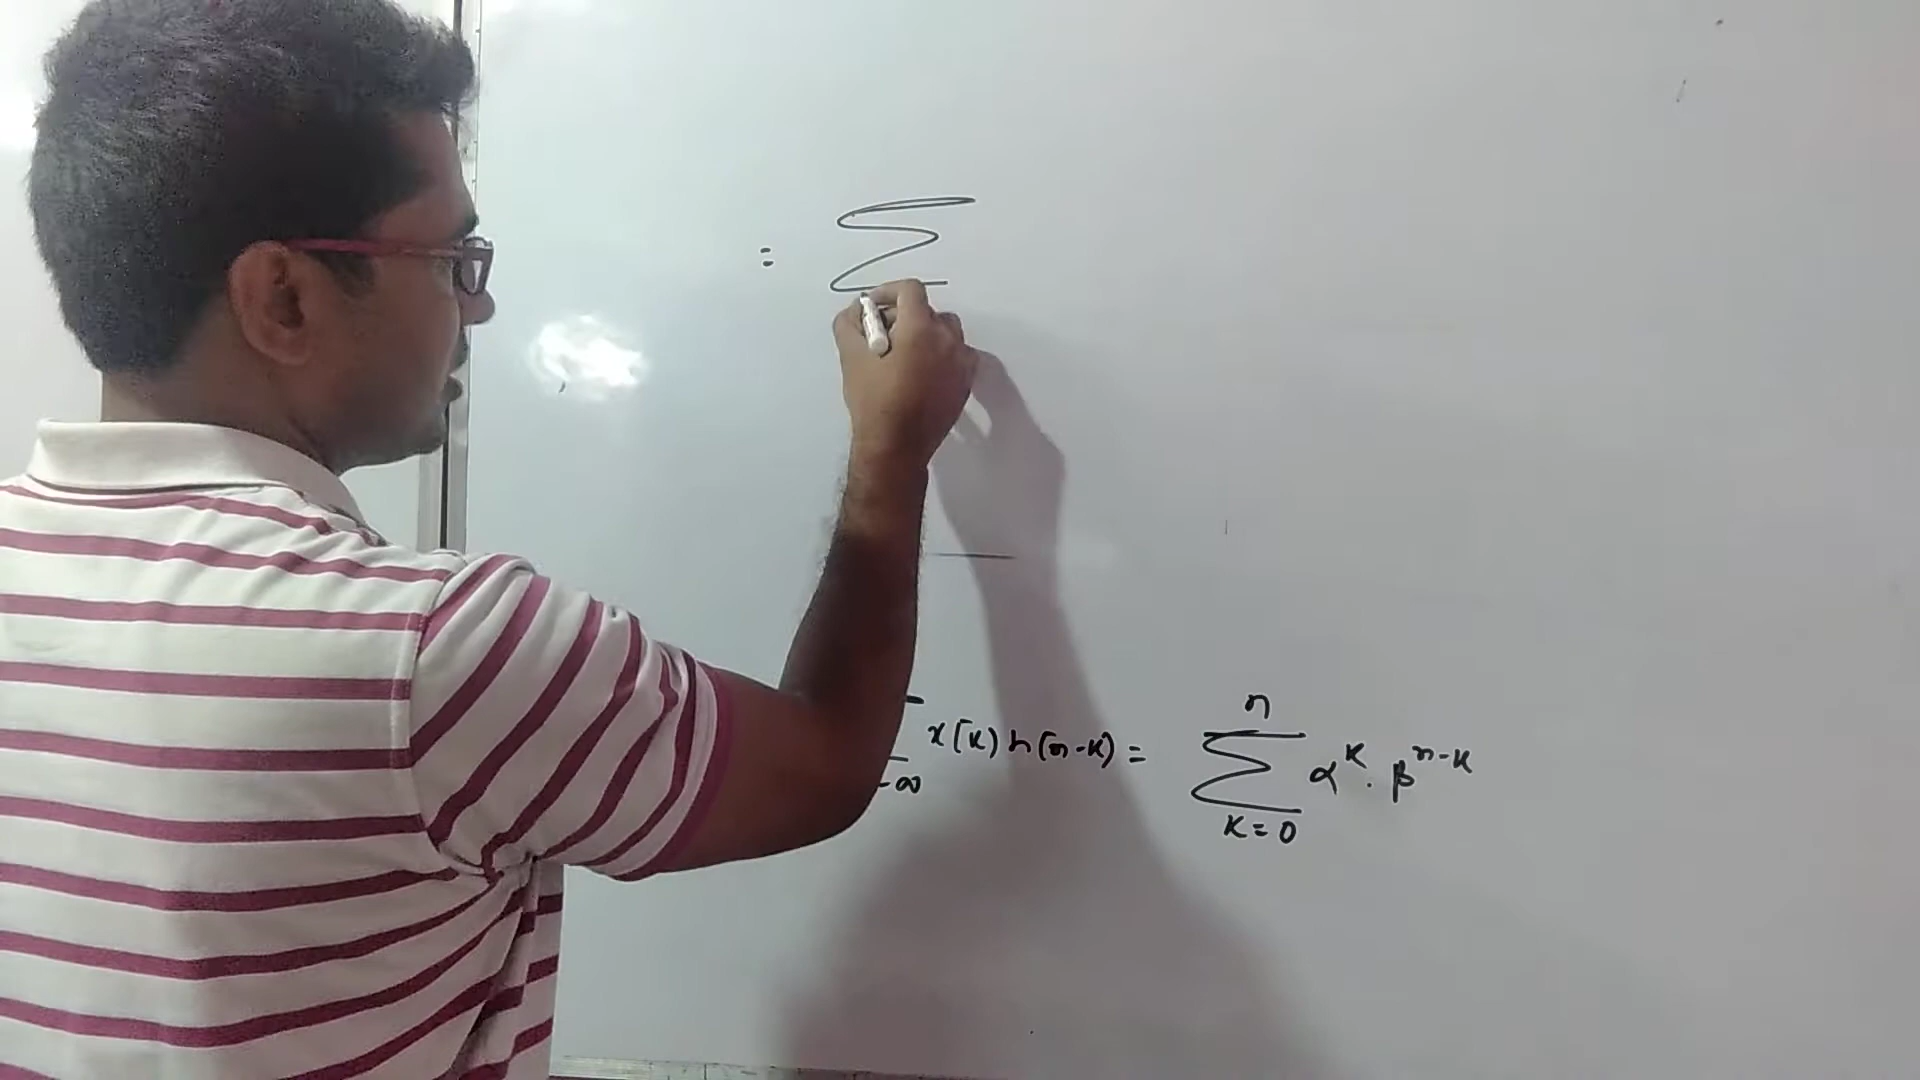 = Σ
-∞ x[k) h(n-k) = n Σ k=0 α^k . β^n-k